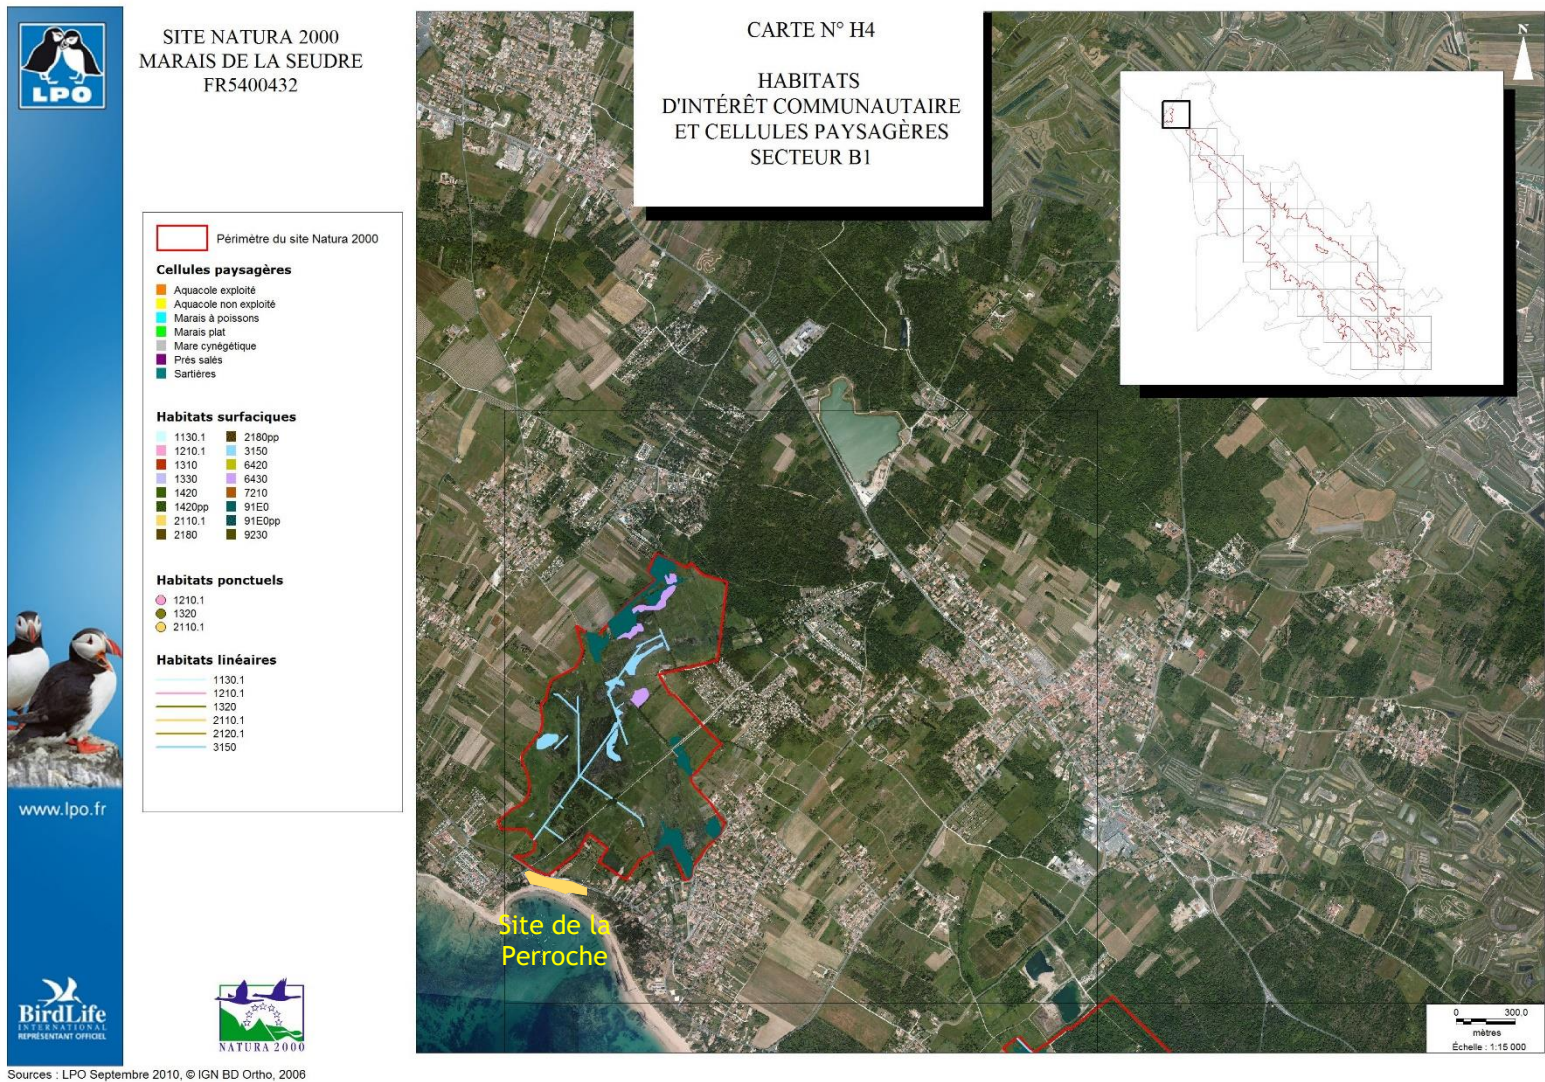 LPO
SITE NATURA 2000
MARAIS DE LA SEUDRE
FR5400432
CARTE N° H4
HABITATS
D'INTÉRÊT COMMUNAUTAIRE
ET CELLULES PAYSAGÈRES
SECTEUR B1
N
Périmètre du site Natura 2000
Cellules paysagères
Aquacole exploité
Aquacole non exploité
Marais à poissons
Marais plat
Mare cynégétique
Prés salés
Sartières
Habitats surfaciques
1130.1 2180pp
1210.1 3150
1310 6420
1330 6430
1420 7210
1420pp 91E0
2110.1 91E0pp
2180 9230
Habitats ponctuels
1210.1
1320
2110.1
Habitats linéaires
1130.1
1210.1
1320
2110.1
2120.1
3150
www.lpo.fr
Site de la
Perroche
BirdLife
INTERNATIONAL
REPRÉSENTANT OFFICIEL
NATURA 2000
0 300.0
mètres
Échelle : 1:15 000
Sources : LPO Septembre 2010, © IGN BD Ortho, 2006